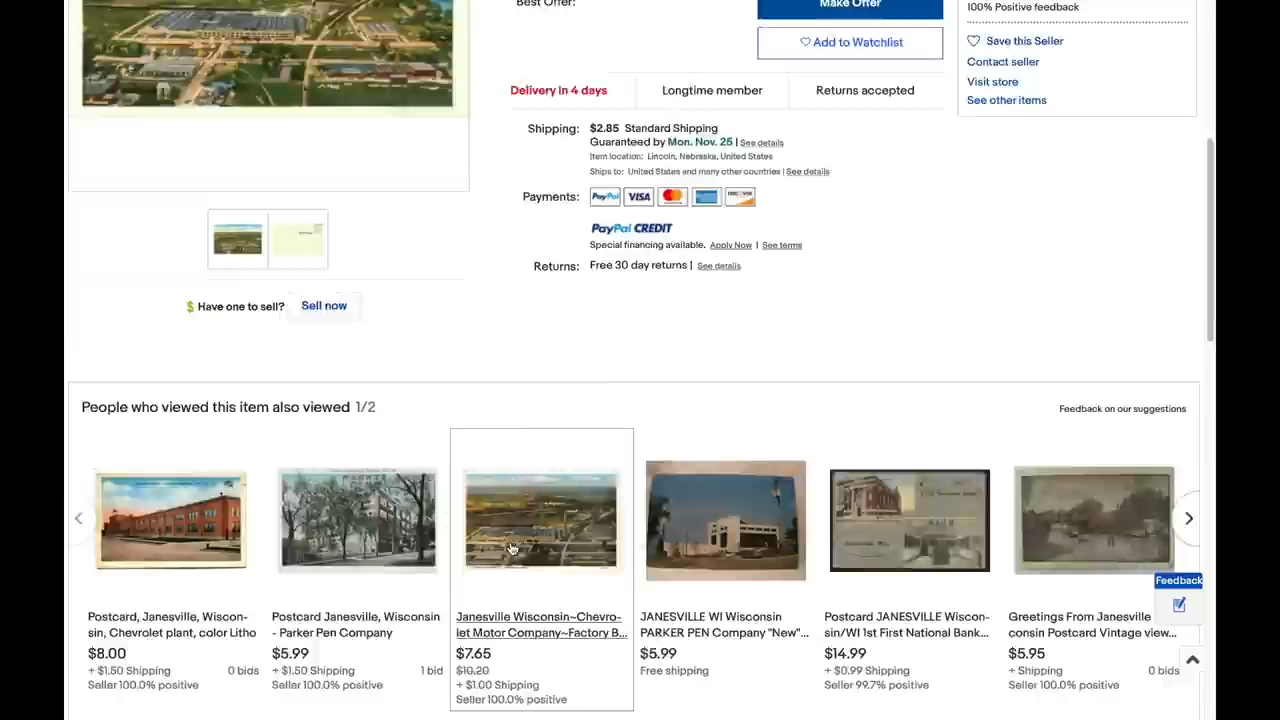 Best Offer:
Make Offer
100% Positive feedback
Add to Watchlist
Save this Seller
Contact seller
Visit store
See other items
Delivery in 4 days
Longtime member
Returns accepted
Shipping: $2.85 Standard Shipping
Guaranteed by Mon. Nov. 25 | See details
Item location: Lincoln, Nebraska, United States
Ships to: United States and many other countries | See details
Payments: PayPal VISA
PayPal CREDIT
Special financing available. Apply Now | See terms
Returns: Free 30 day returns | See details
Have one to sell? Sell now
People who viewed this item also viewed 1/2
Feedback on our suggestions
Feedback
Postcard, Janesville, Wiscon-
sin, Chevrolet plant, color Litho
$8.00
+ $1.50 Shipping 0 bids
Seller 100.0% positive
Postcard Janesville, Wisconsin
- Parker Pen Company
$5.99
+ $1.50 Shipping 1 bid
Seller 100.0% positive
Janesville Wisconsin~Chevro-
let Motor Company~Factory B...
$7.65
$10.20
+ $1.00 Shipping
Seller 100.0% positive
JANESVILLE WI Wisconsin
PARKER PEN Company "New"...
$5.99
Free shipping
Postcard JANESVILLE Wiscon-
sin/WI 1st First National Bank...
$14.99
+ $0.99 Shipping
Seller 99.7% positive
Greetings From Janesville
consin Postcard Vintage view...
$5.95
+ Shipping 0 bids
Seller 100.0% positive